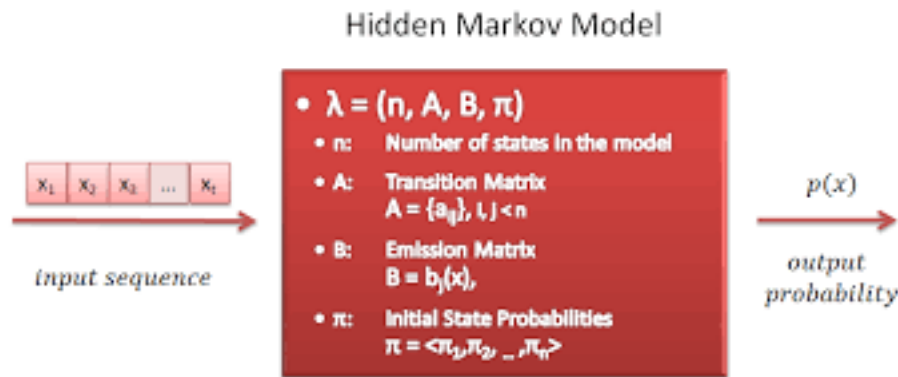 Hidden Markov Model
• λ = (n, A, B, π)
• n: Number of states in the model
x₁ x₂ x₃ ... xₜ
• A: Transition Matrix
A = {aᵢⱼ}, i, j < n
p(x)
input sequence
• B: Emission Matrix
B = bⱼ(x),
output
probability
• π: Initial State Probabilities
π = <π₁,π₂, ... ,πₙ>